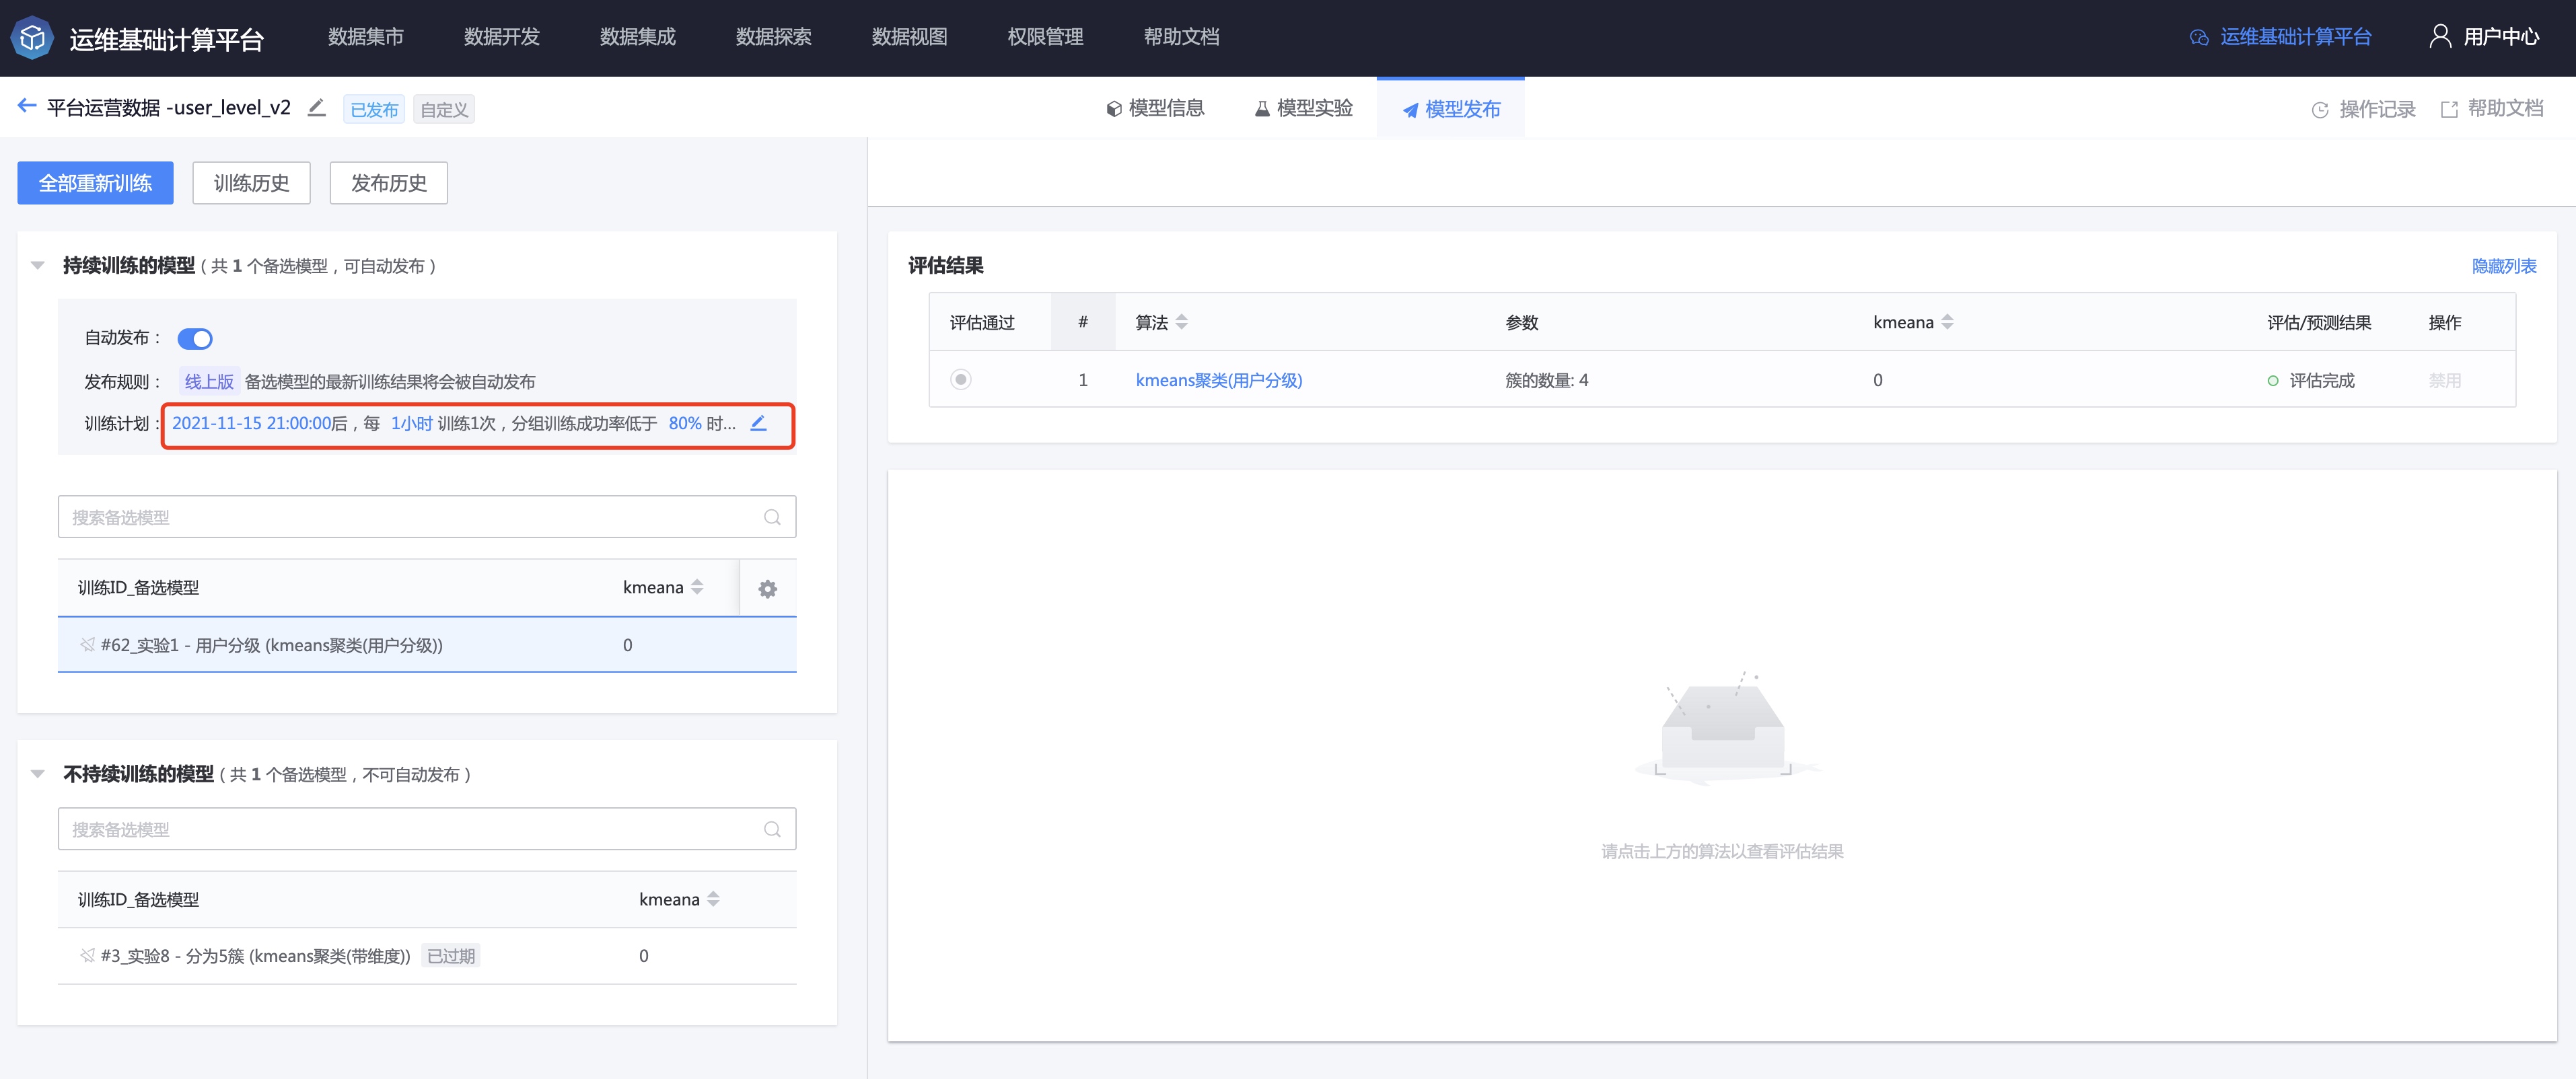 运维基础计算平台 数据集市 数据开发 数据集成 数据探索 数据视图 权限管理 帮助文档 运维基础计算平台 用户中心
平台运营数据 -user_level_v2 已发布 自定义 模型信息 模型实验 模型发布 操作记录 帮助文档
全部重新训练 训练历史 发布历史
持续训练的模型 ( 共 1 个备选模型，可自动发布 )
自动发布：
发布规则： 线上版 备选模型的最新训练结果将会被自动发布
训练计划： 2021-11-15 21:00:00后，每 1小时 训练1次，分组训练成功率低于 80% 时...
搜索备选模型
训练ID_备选模型 kmeana
#62_实验1 - 用户分级 (kmeans聚类(用户分级)) 0
不持续训练的模型 ( 共 1 个备选模型，不可自动发布 )
搜索备选模型
训练ID_备选模型 kmeana
#3_实验8 - 分为5簇 (kmeans聚类(带维度)) 已过期 0
评估结果 隐藏列表
评估通过 # 算法 参数 kmeana 评估/预测结果 操作
1 kmeans聚类(用户分级) 簇的数量: 4 0 评估完成 禁用
请点击上方的算法以查看评估结果